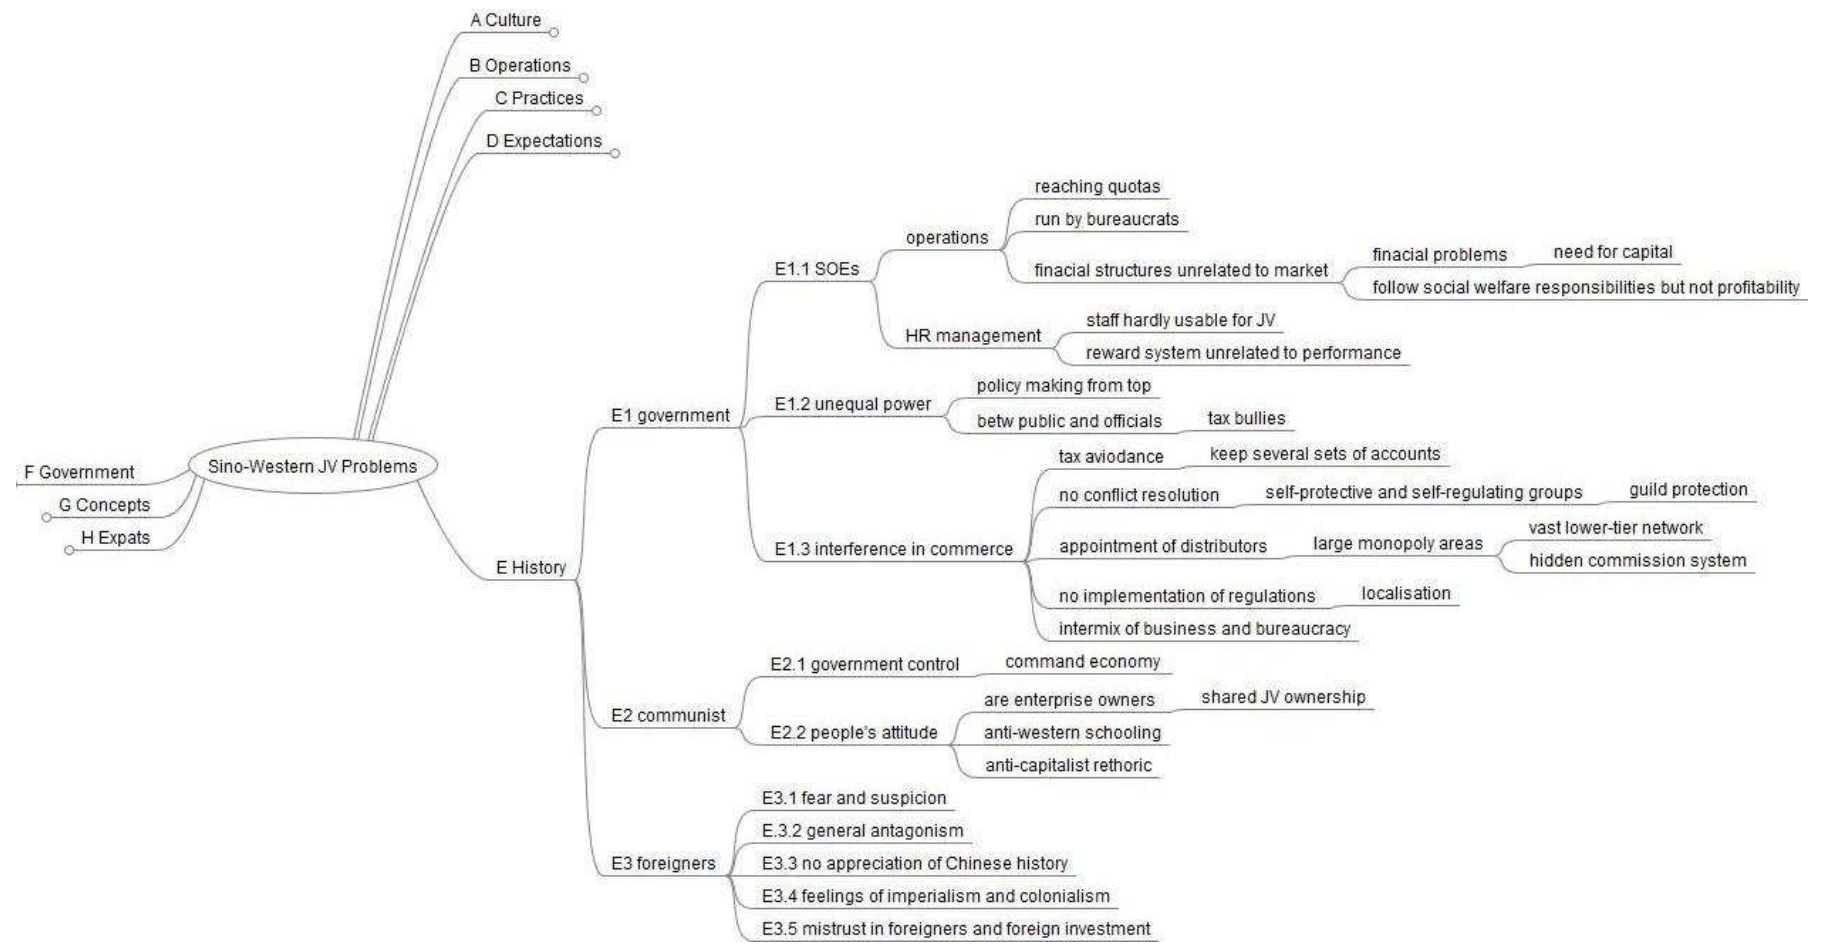 A Culture
B Operations
C Practices
D Expectations
Sino-Western JV Problems
F Government
G Concepts
H Expats
E History
E1 government
E1.1 SOEs
operations
reaching quotas
run by bureaucrats
finacial structures unrelated to market
finacial problems
need for capital
follow social welfare responsibilities but not profitability
HR management
staff hardly usable for JV
reward system unrelated to performance
E1.2 unequal power
policy making from top
betw public and officials
tax bullies
E1.3 interference in commerce
tax aviodance
keep several sets of accounts
no conflict resolution
self-protective and self-regulating groups
guild protection
appointment of distributors
large monopoly areas
vast lower-tier network
hidden commission system
no implementation of regulations
localisation
intermix of business and bureaucracy
E2 communist
E2.1 government control
command economy
E2.2 people's attitude
are enterprise owners
shared JV ownership
anti-western schooling
anti-capitalist rethoric
E3 foreigners
E3.1 fear and suspicion
E.3.2 general antagonism
E3.3 no appreciation of Chinese history
E3.4 feelings of imperialism and colonialism
E3.5 mistrust in foreigners and foreign investment